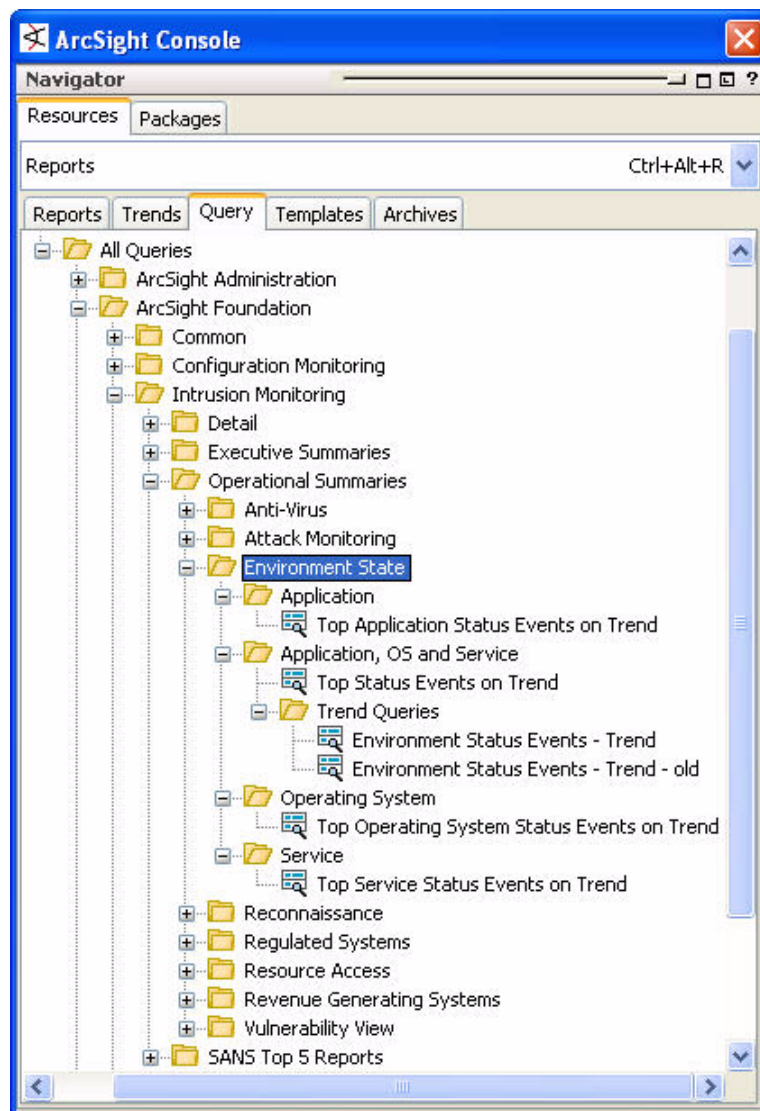 ArcSight Console
Navigator
?
Resources Packages
Reports Ctrl+Alt+R
Reports Trends Query Templates Archives
All Queries
ArcSight Administration
ArcSight Foundation
Common
Configuration Monitoring
Intrusion Monitoring
Detail
Executive Summaries
Operational Summaries
Anti-Virus
Attack Monitoring
Environment State
Application
Top Application Status Events on Trend
Application, OS and Service
Top Status Events on Trend
Trend Queries
Environment Status Events - Trend
Environment Status Events - Trend - old
Operating System
Top Operating System Status Events on Trend
Service
Top Service Status Events on Trend
Reconnaissance
Regulated Systems
Resource Access
Revenue Generating Systems
Vulnerability View
SANS Top 5 Reports